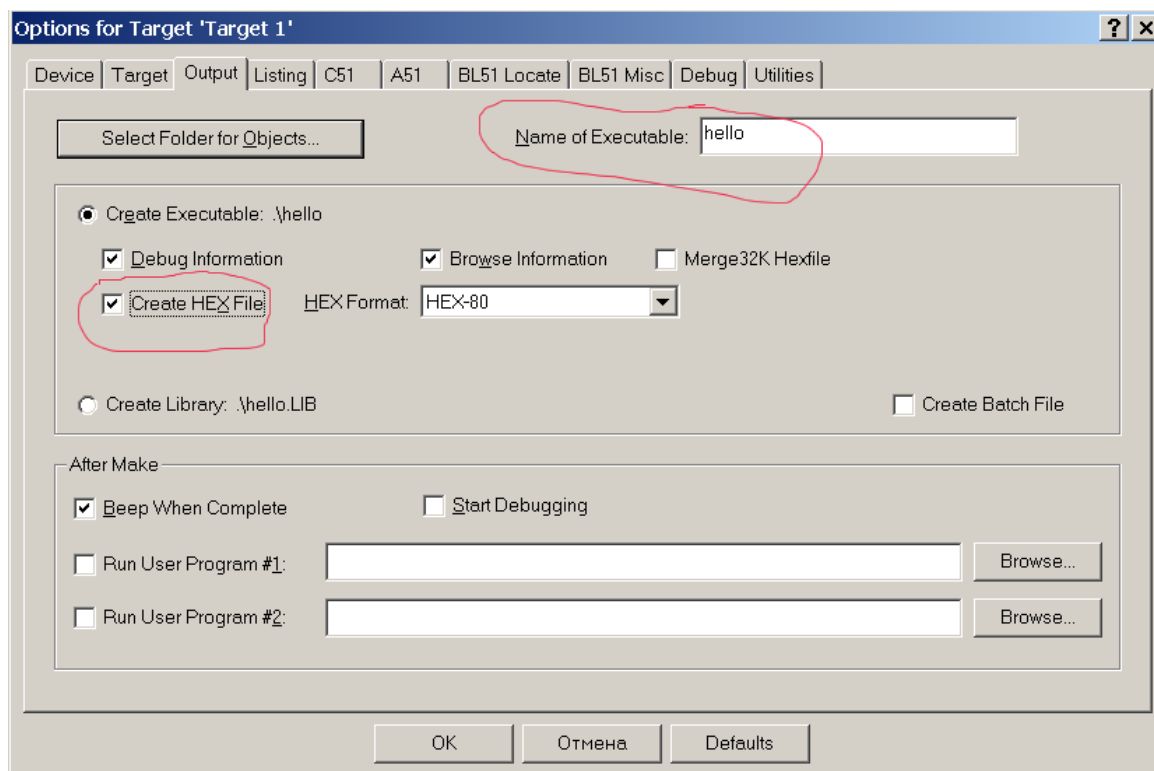 Options for Target 'Target 1'
Device Target Output Listing C51 A51 BL51 Locate BL51 Misc Debug Utilities
Select Folder for Objects... Name of Executable: hello
Create Executable: .\hello
Debug Information Browse Information Merge32K Hexfile
Create HEX File HEX Format: HEX-80
Create Library: .\hello.LIB Create Batch File
After Make
Beep When Complete Start Debugging
Run User Program #1: Browse...
Run User Program #2: Browse...
OK Отмена Defaults